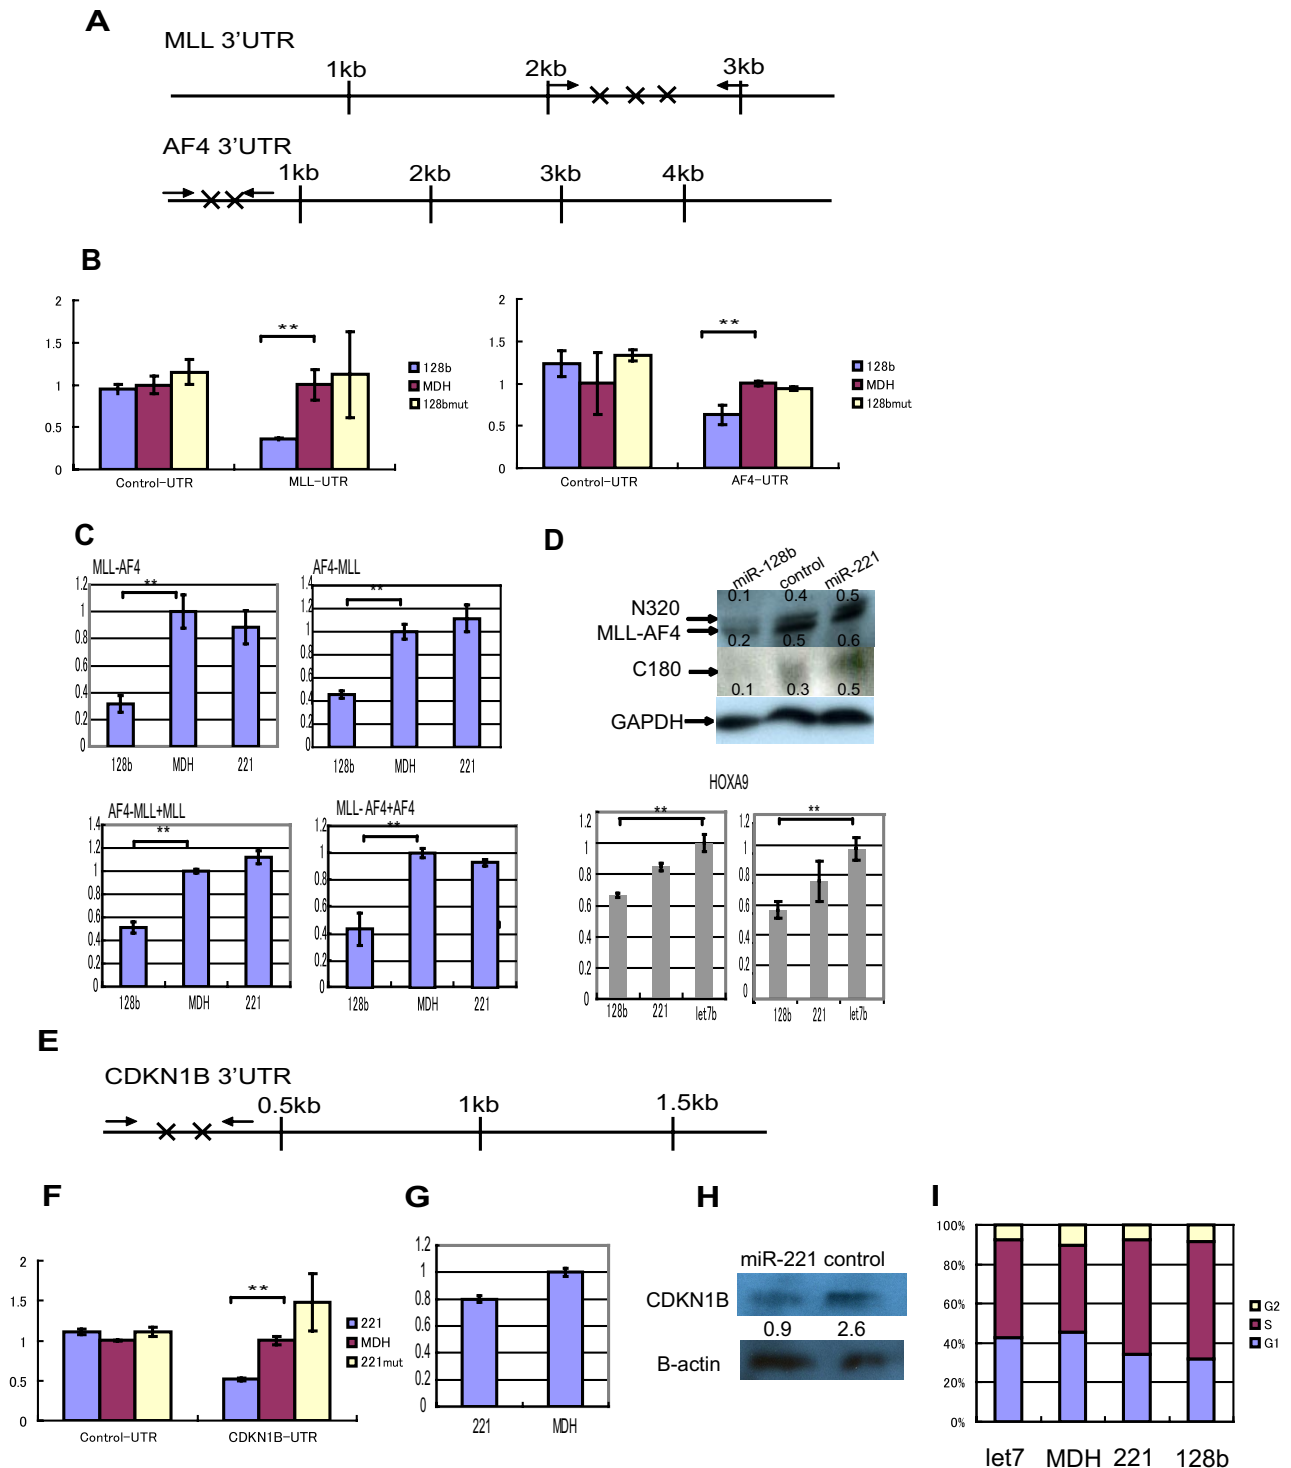 A
MLL 3'UTR
1kb 2kb 3kb
AF4 3'UTR
1kb 2kb 3kb 4kb
B
2
1.5
1
0.5
0
**
Control-UTR MLL-UTR
128b
MDH
128bmut
2
1.5
1
0.5
0
**
Control-UTR AF4-UTR
128b
MDH
128bmut
C
MLL-AF4
1.2
1
0.8
0.6
0.4
0.2
0
**
128b MDH 221
AF4-MLL
1.4
1.2
1
0.8
0.6
0.4
0.2
0
**
128b MDH 221
AF4-MLL+MLL
1.4
1.2
1
0.8
0.6
0.4
0.2
0
**
128b MDH 221
MLL-AF4+AF4
1.2
1
0.8
0.6
0.4
0.2
0
**
128b MDH 221
D
miR-128b control miR-221
0.1 0.4 0.5
N320
MLL-AF4
0.2 0.5 0.6
C180
0.1 0.3 0.5
GAPDH
HOXA9
1.2
1
0.8
0.6
0.4
0.2
0
**
128b 221 let7b
1.2
1
0.8
0.6
0.4
0.2
0
**
128b 221 let7b
E
CDKN1B 3'UTR
0.5kb 1kb 1.5kb
F
2
1.5
1
0.5
0
**
Control-UTR CDKN1B-UTR
221
MDH
221mut
G
1.2
1
0.8
0.6
0.4
0.2
0
221 MDH
H
miR-221 control
CDKN1B
0.9 2.6
B-actin
I
100%
80%
60%
40%
20%
0%
G2
S
G1
let7 MDH 221 128b